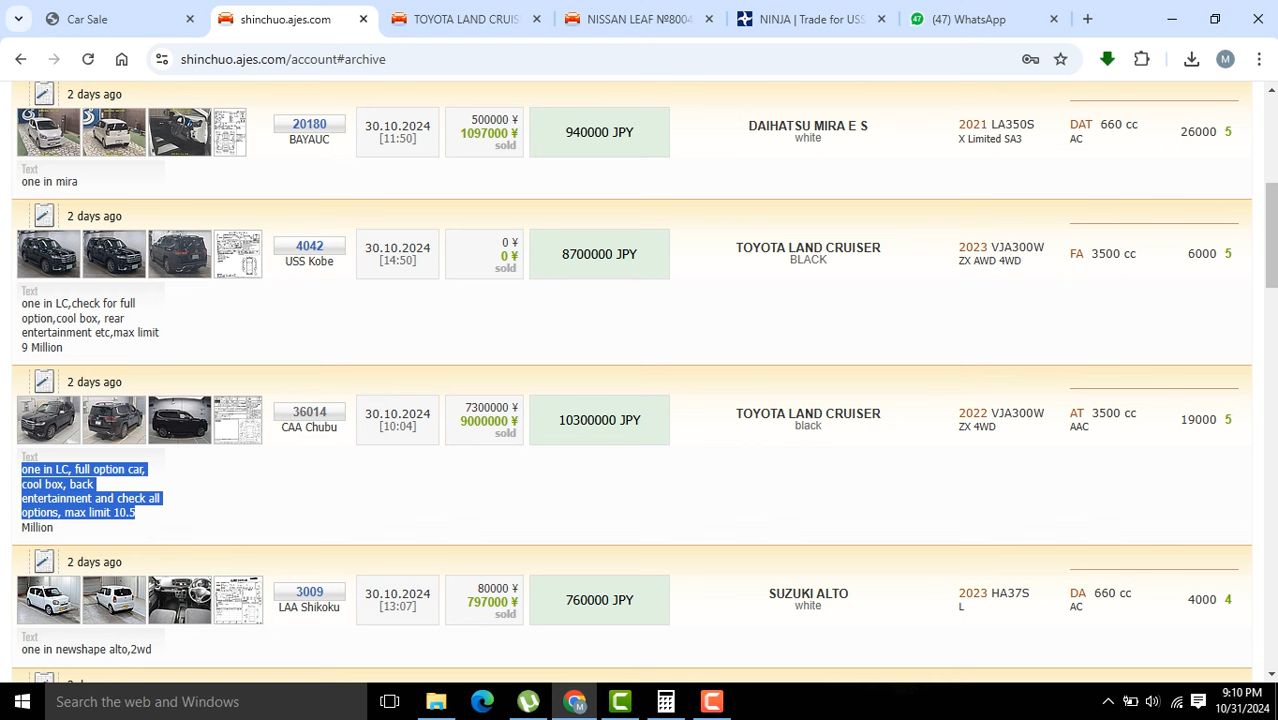 Car Sale
shinchuo.ajes.com
TOYOTA LAND CRUIS
NISSAN LEAF №8004
NINJA | Trade for USS
(47) WhatsApp
shinchuo.ajes.com/account#archive
2 days ago
20180
BAYAUC
30.10.2024
[11:50]
500000 ¥
1097000 ¥
sold
940000 JPY
DAIHATSU MIRA E S
white
2021 LA350S
X Limited SA3
DAT 660 cc
AC
26000 5
Text
one in mira
2 days ago
4042
USS Kobe
30.10.2024
[14:50]
0 ¥
0 ¥
sold
8700000 JPY
TOYOTA LAND CRUISER
BLACK
2023 VJA300W
ZX AWD 4WD
FA 3500 cc
6000 5
Text
one in LC,check for full
option,cool box, rear
entertainment etc,max limit
9 Million
2 days ago
36014
CAA Chubu
30.10.2024
[10:04]
7300000 ¥
9000000 ¥
sold
10300000 JPY
TOYOTA LAND CRUISER
black
2022 VJA300W
ZX 4WD
AT 3500 cc
AAC
19000 5
Text
one in LC, full option car,
cool box, back
entertainment and check all
options, max limit 10.5
Million
2 days ago
3009
LAA Shikoku
30.10.2024
[13:07]
80000 ¥
797000 ¥
sold
760000 JPY
SUZUKI ALTO
white
2023 HA37S
L
DA 660 cc
AC
4000 4
Text
one in newshape alto,2wd
Search the web and Windows
9:10 PM
10/31/2024